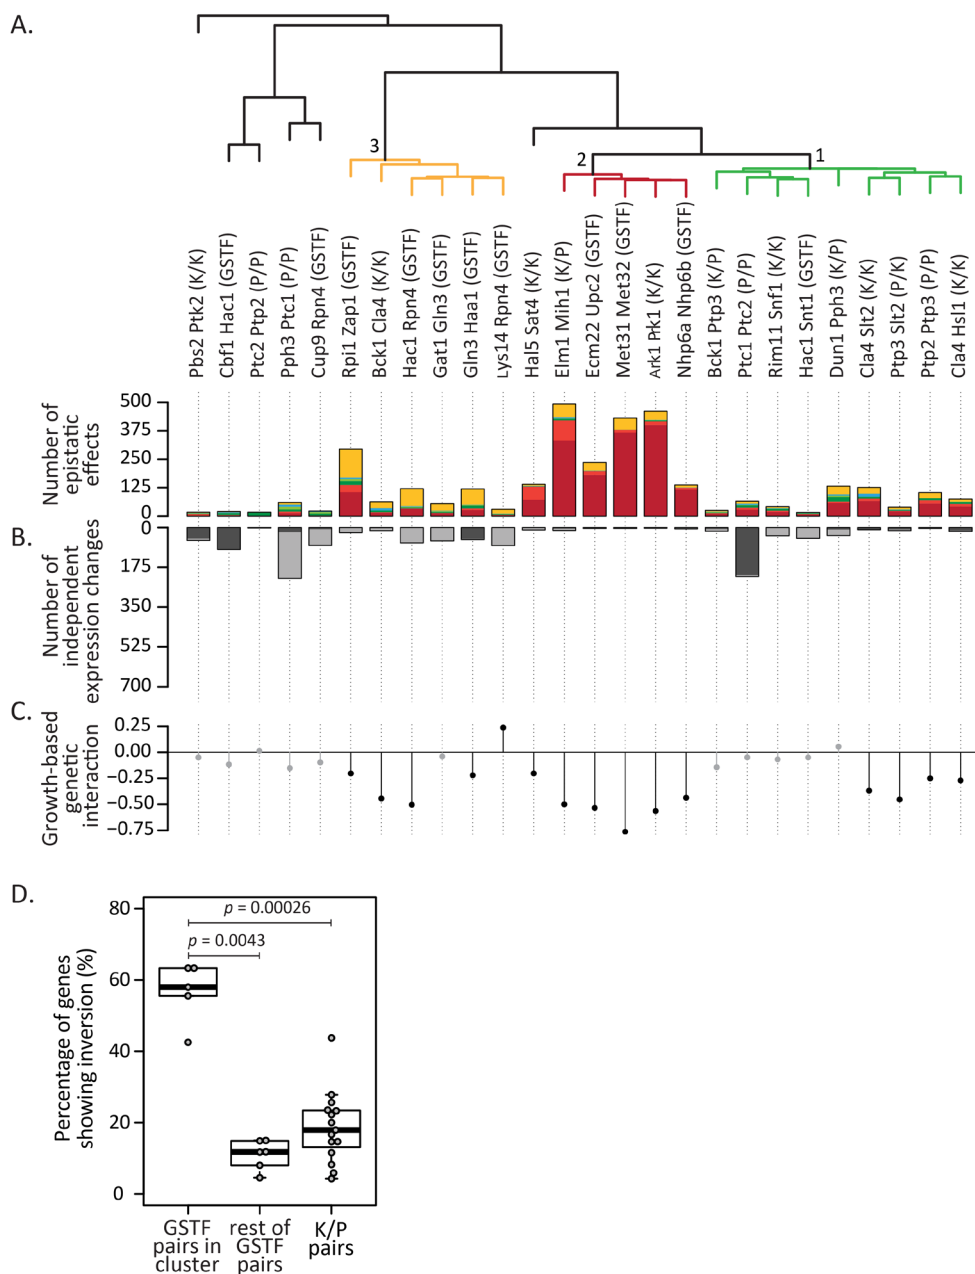 A.
3
2
1
Pbs2 Ptk2 (K/K)
Cbf1 Hac1 (GSTF)
Ptc2 Ptp2 (P/P)
Pph3 Ptc1 (P/P)
Cup9 Rpn4 (GSTF)
Rpi1 Zap1 (GSTF)
Bck1 Cla4 (K/K)
Hac1 Rpn4 (GSTF)
Gat1 Gln3 (GSTF)
Gln3 Haa1 (GSTF)
Lys14 Rpn4 (GSTF)
Hal5 Sat4 (K/K)
Elm1 Mih1 (K/P)
Ecm22 Upc2 (GSTF)
Met31 Met32 (GSTF)
Ark1 Prk1 (K/K)
Nhp6a Nhp6b (GSTF)
Bck1 Ptp3 (K/P)
Ptc1 Ptc2 (P/P)
Rim11 Snf1 (K/K)
Hac1 Snt1 (GSTF)
Dun1 Pph3 (K/P)
Cla4 Slt2 (K/K)
Ptp3 Slt2 (P/K)
Ptp2 Ptp3 (P/P)
Cla4 Hsl1 (K/K)
Number of
epistatic
effects
500
375
250
125
0
B.
Number of
independent
expression changes
0
175
350
525
700
C.
Growth-based
genetic
interaction
0.25
0.00
−0.25
−0.50
−0.75
D.
Percentage of genes
showing inversion (%)
80
60
40
20
0
p = 0.00026
p = 0.0043
GSTF
pairs in
cluster
rest of
GSTF
pairs
K/P
pairs